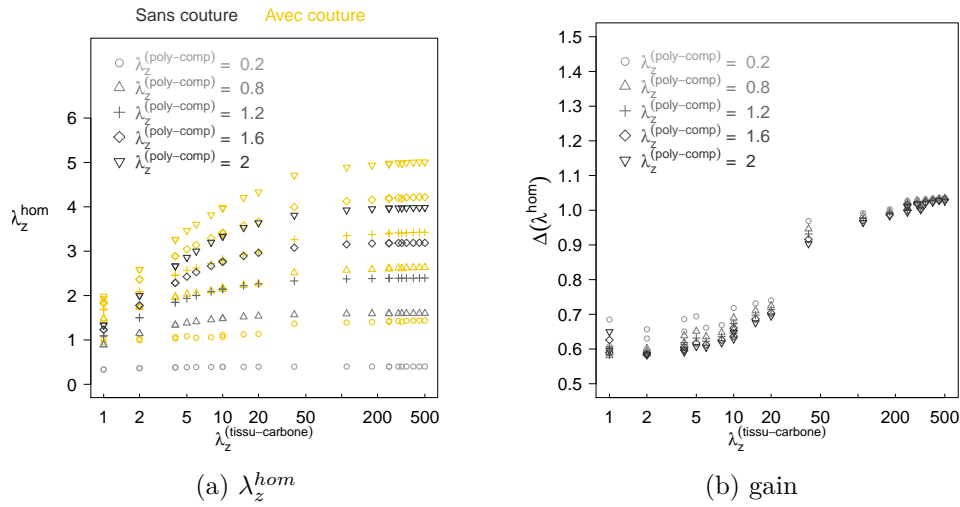 Sans couture Avec couture
λz(poly−comp) = 0.2
λz(poly−comp) = 0.8
λz(poly−comp) = 1.2
λz(poly−comp) = 1.6
λz(poly−comp) = 2
6
5
4
3
2
1
0
λzhom
1 2 5 10 20 50 200 500
λz(tissu−carbone)
(a) λzhom
λz(poly−comp) = 0.2
λz(poly−comp) = 0.8
λz(poly−comp) = 1.2
λz(poly−comp) = 1.6
λz(poly−comp) = 2
1.5
1.4
1.3
1.2
1.1
1.0
0.9
0.8
0.7
0.6
0.5
Δ(λhom)
1 2 5 10 20 50 200 500
λz(tissu−carbone)
(b) gain